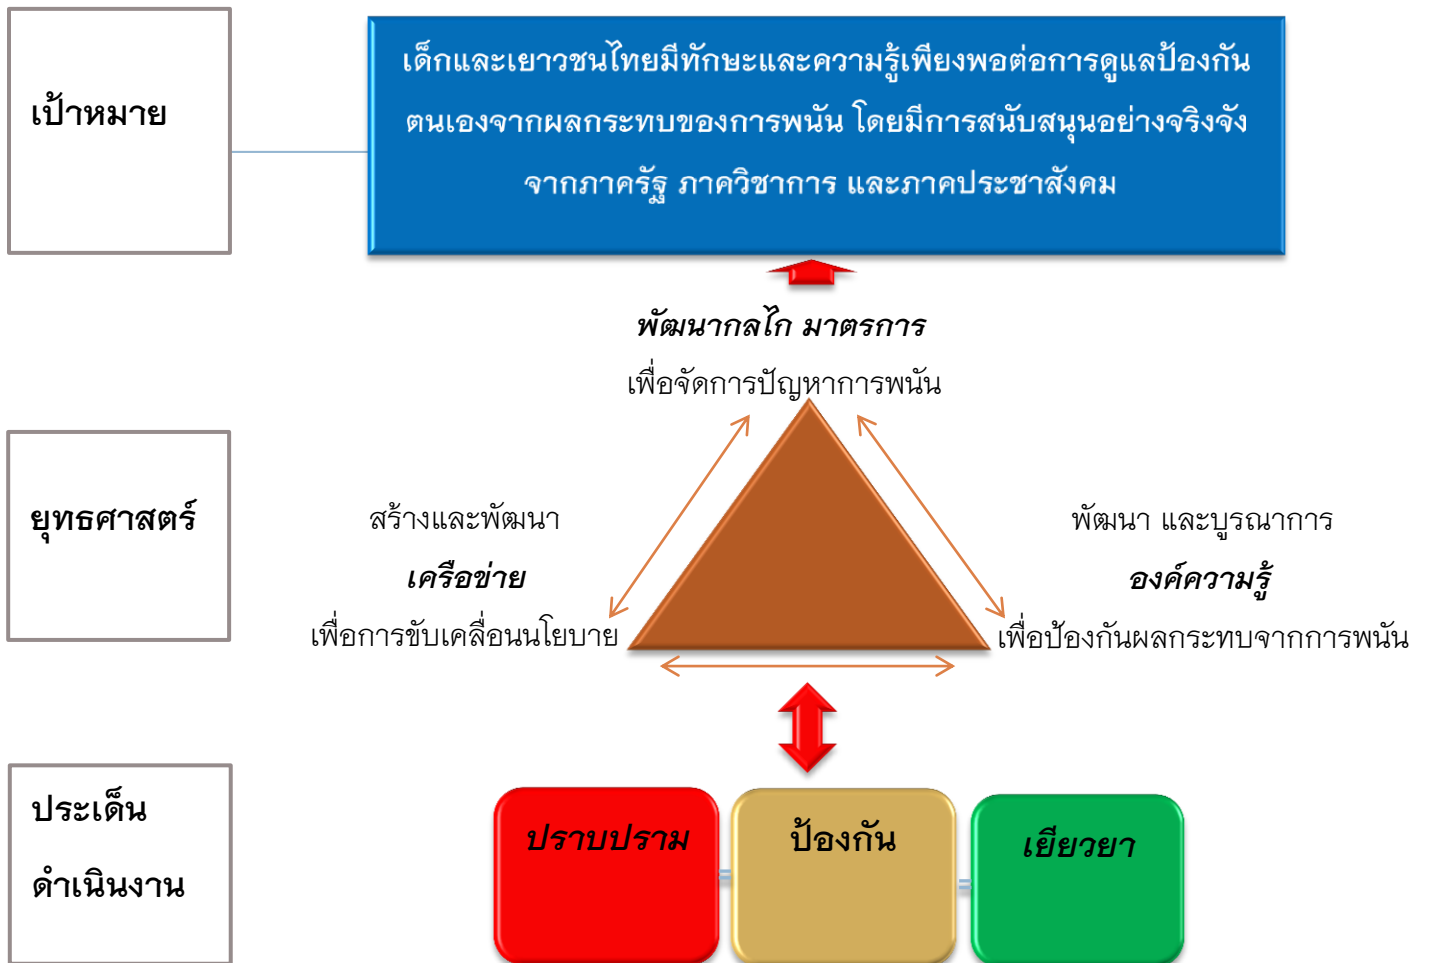 เป้าหมาย
เด็กและเยาวชนไทยมีทักษะและความรู้เพียงพอต่อการดูแลป้องกัน
ตนเองจากผลกระทบของการพนัน โดยมีการสนับสนุนอย่างจริงจัง
จากภาครัฐ ภาควิชาการ และภาคประชาสังคม
พัฒนากลไก มาตรการ
เพื่อจัดการปัญหาการพนัน
ยุทธศาสตร์
สร้างและพัฒนา
เครือข่าย
เพื่อการขับเคลื่อนนโยบาย
พัฒนา และบูรณาการ
องค์ความรู้
เพื่อป้องกันผลกระทบจากการพนัน
ประเด็น
ดำเนินงาน
ปราบปราม
ป้องกัน
เยียวยา